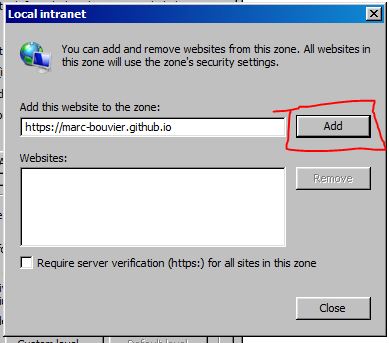 Local intranet
You can add and remove websites from this zone. All websites in
this zone will use the zone's security settings.
Add this website to the zone:
https://marc-bouvier.github.io
Add
Websites:
Remove
Require server verification (https:) for all sites in this zone
Close
Custom level
Default level